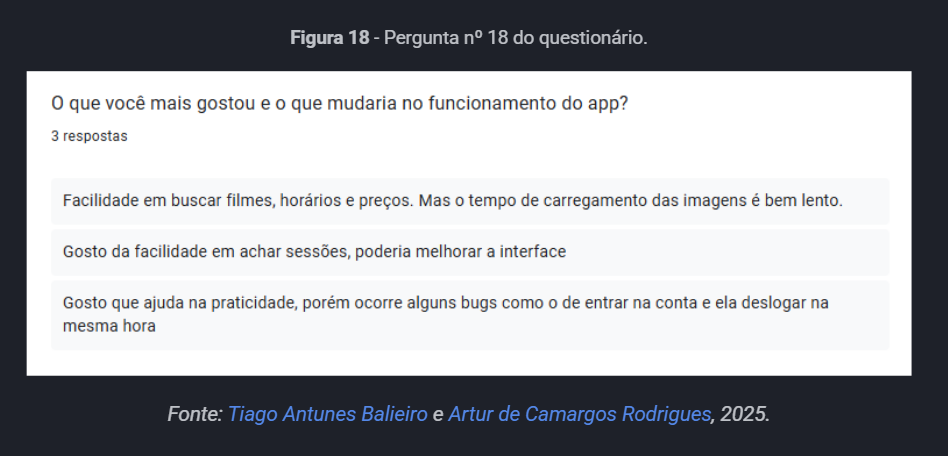 Figura 18 - Pergunta nº 18 do questionário.
O que você mais gostou e o que mudaria no funcionamento do app?
3 respostas
Facilidade em buscar filmes, horários e preços. Mas o tempo de carregamento das imagens é bem lento.
Gosto da facilidade em achar sessões, poderia melhorar a interface
Gosto que ajuda na praticidade, porém ocorre alguns bugs como o de entrar na conta e ela deslogar na
mesma hora
Fonte: Tiago Antunes Balieiro e Artur de Camargos Rodrigues, 2025.